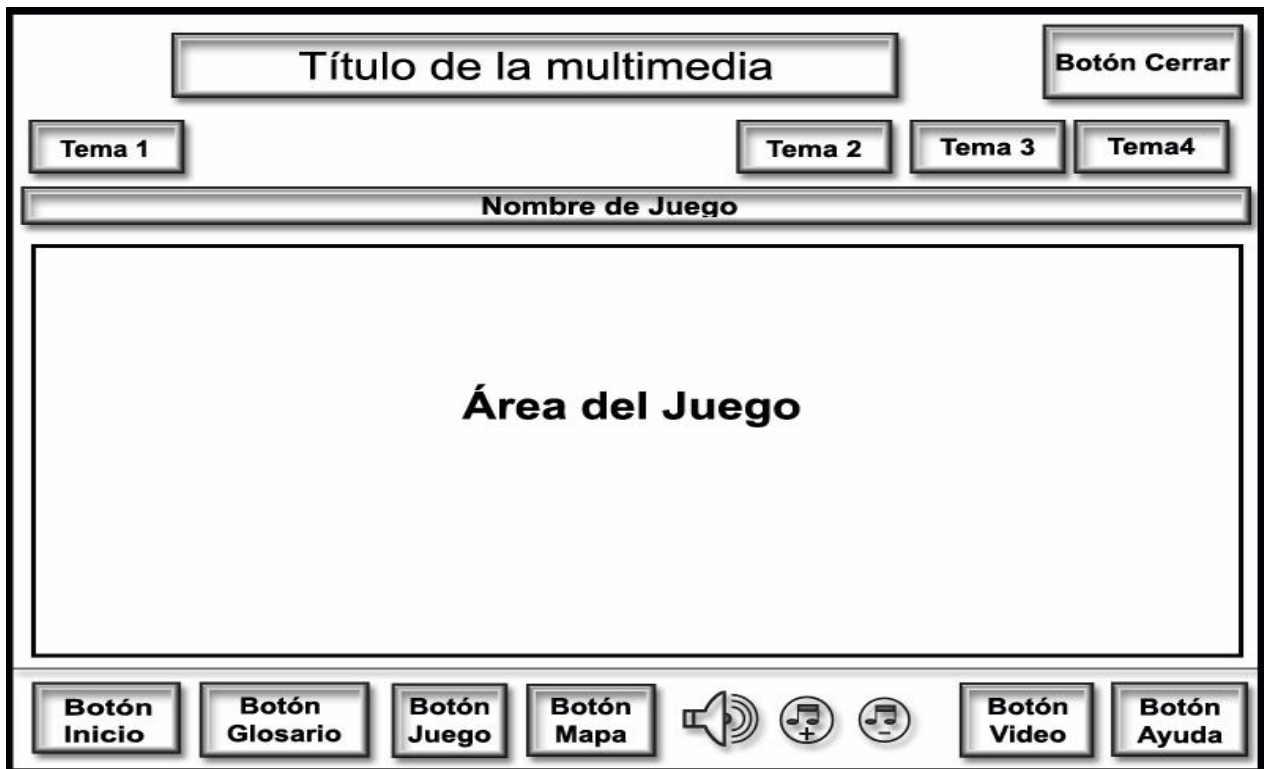 Título de la multimedia
Botón Cerrar
Tema 1
Tema 2
Tema 3
Tema4
Nombre de Juego
Área del Juego
Botón
Inicio
Botón
Glosario
Botón
Juego
Botón
Mapa
+
-
Botón
Video
Botón
Ayuda